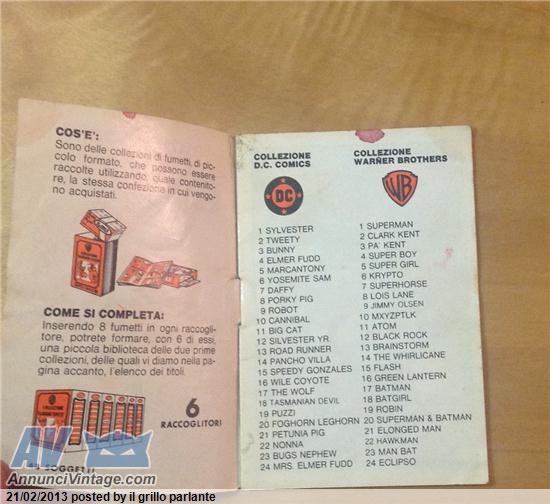 COS'E':
Sono delle collezioni di fumetti, di pic-
colo formato, che possono essere
raccolte utilizzando, quale contenito-
re, la stessa confezione in cui vengo-
no acquistati.
COME SI COMPLETA:
Inserendo 8 fumetti in ogni raccogli-
tore, potrete formare, con 6 di essi,
una piccola biblioteca delle due prime
collezioni, delle quali vi diamo nella pa-
gina accanto, l'elenco dei titoli.
6
RACCOGLITORI
SOGGETTI
COLLEZIONE
D.C. COMICS
DC
1 SYLVESTER
2 TWEETY
3 BUNNY
4 ELMER FUDD
5 MARCANTONY
6 YOSEMITE SAM
7 DAFFY
8 PORKY PIG
9 ROBOT
10 CANNIBAL
11 BIG CAT
12 SILVESTER YR.
13 ROAD RUNNER
14 PANCHO VILLA
15 SPEEDY GONZALES
16 WILE COYOTE
17 THE WOLF
18 TASMANIAN DEVIL
19 PUZZI
20 FOGHORN LEGHORN
21 PETUNIA PIG
22 NONNA
23 BUGS NEPHEW
24 MRS. ELMER FUDD
COLLEZIONE
WARNER BROTHERS
WB
1 SUPERMAN
2 CLARK KENT
3 PA' KENT
4 SUPER BOY
5 SUPER GIRL
6 KRYPTO
7 SUPERHORSE
8 LOIS LANE
9 JIMMY OLSEN
10 MXYZPTLK
11 ATOM
12 BLACK ROCK
13 BRAINSTORM
14 THE WHIRLICANE
15 FLASH
16 GREEN LANTERN
17 BATMAN
18 BATGIRL
19 ROBIN
20 SUPERMAN & BATMAN
21 ELONGED MAN
22 HAWKMAN
23 MAN BAT
24 ECLIPSO
AV
AnnunciVintage.com
21/02/2013 posted by il grillo parlante